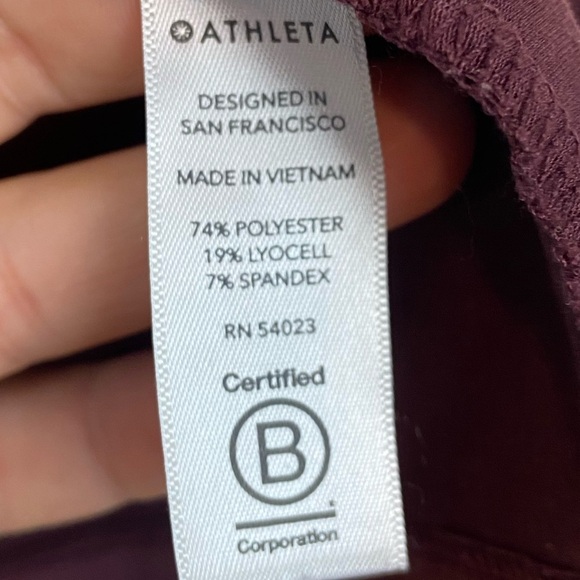 ATHLETA
DESIGNED IN
SAN FRANCISCO
MADE IN VIETNAM
74% POLYESTER
19% LYOCELL
7% SPANDEX
RN 54023
Certified
B
Corporation